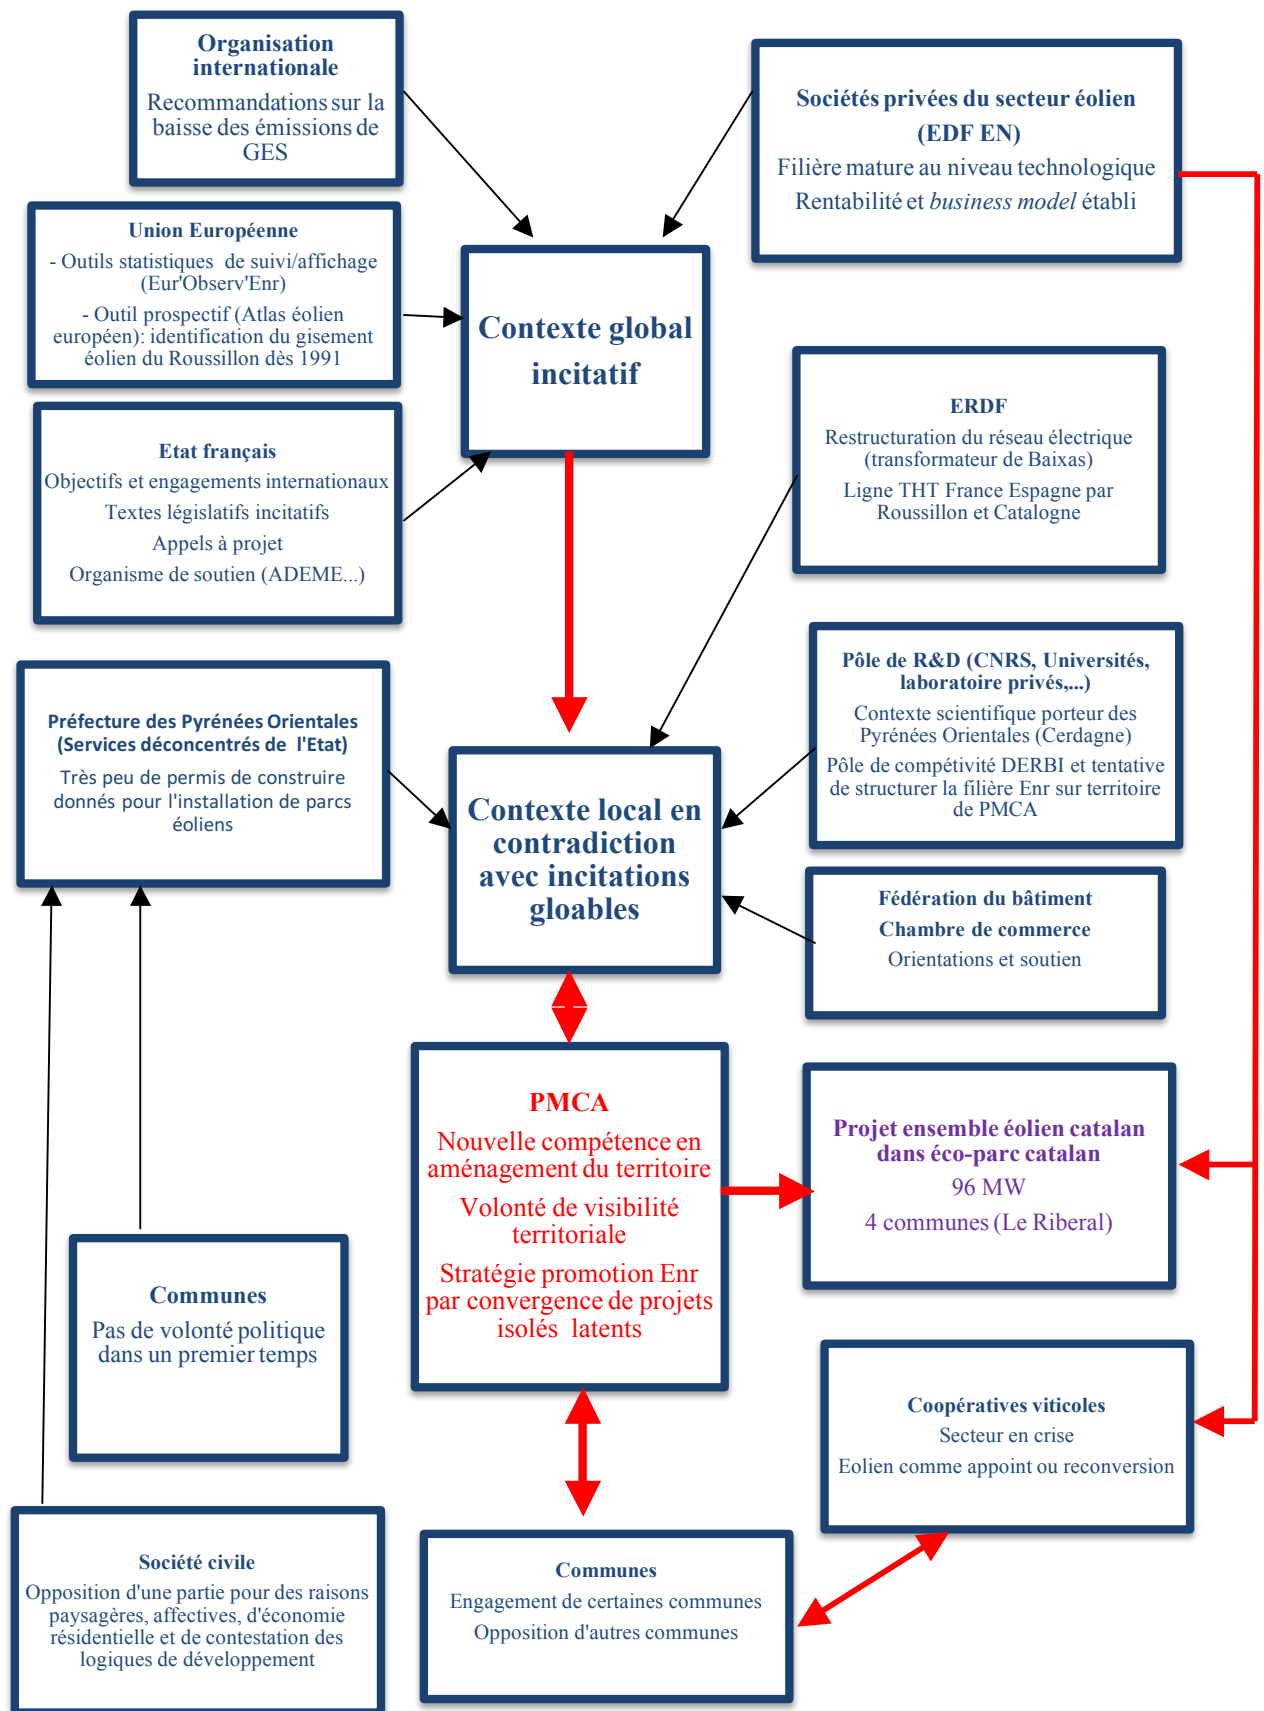 Organisation
internationale
Recommandations sur la
baisse des émissions de
GES
Sociétés privées du secteur éolien
(EDF EN)
Filière mature au niveau technologique
Rentabilité et business model établi
Union Européenne
- Outils statistiques de suivi/affichage
(Eur'Observ'Enr)
- Outil prospectif (Atlas éolien
européen): identification du gisement
éolien du Roussillon dès 1991
Contexte global
incitatif
Etat français
Objectifs et engagements internationaux
Textes législatifs incitatifs
Appels à projet
Organisme de soutien (ADEME...)
ERDF
Restructuration du réseau électrique
(transformateur de Baixas)
Ligne THT France Espagne par
Roussillon et Catalogne
Préfecture des Pyrénées Orientales
(Services déconcentrés de l'Etat)
Très peu de permis de construire
donnés pour l'installation de parcs
éoliens
Contexte local en
contradiction
avec incitations
gloables
Pôle de R&D (CNRS, Universités,
laboratoire privés,...)
Contexte scientifique porteur des
Pyrénées Orientales (Cerdagne)
Pôle de compétivité DERBI et tentative
de structurer la filière Enr sur territoire
de PMCA
Fédération du bâtiment
Chambre de commerce
Orientations et soutien
PMCA
Nouvelle compétence en
aménagement du territoire
Volonté de visibilité
territoriale
Stratégie promotion Enr
par convergence de projets
isolés latents
Projet ensemble éolien catalan
dans éco-parc catalan
96 MW
4 communes (Le Riberal)
Communes
Pas de volonté politique
dans un premier temps
Coopératives viticoles
Secteur en crise
Eolien comme appoint ou reconversion
Société civile
Opposition d'une partie pour des raisons
paysagères, affectives, d'économie
résidentielle et de contestation des
logiques de développement
Communes
Engagement de certaines communes
Opposition d'autres communes